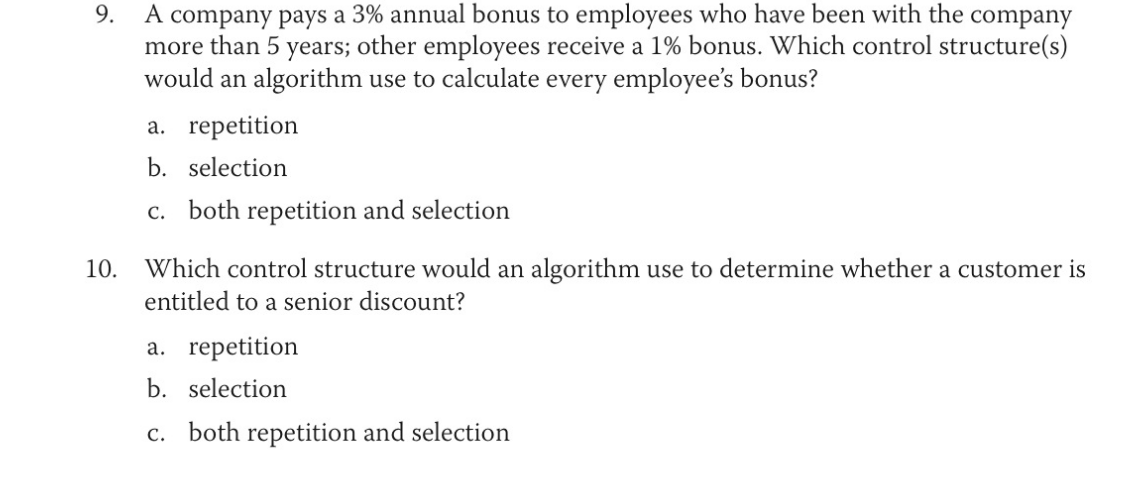 9. A company pays a 3% annual bonus to employees who have been with the company
more than 5 years; other employees receive a 1% bonus. Which control structure(s)
would an algorithm use to calculate every employee’s bonus?
a. repetition
b. selection
c. both repetition and selection
10. Which control structure would an algorithm use to determine whether a customer is
entitled to a senior discount?
a. repetition
b. selection
c. both repetition and selection